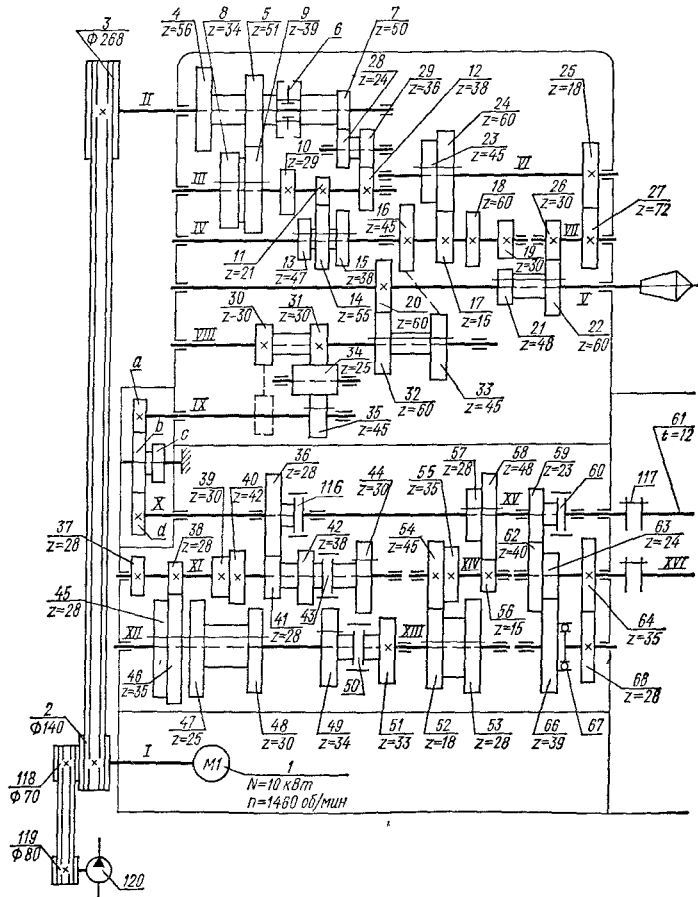 3
Φ268
4
z=56
8
z=34
5
z=51
9
z=39
6
7
z=50
28
z=24
29
z=36
12
z=38
24
z=60
25
z=18
II
10
z=29
23
z=45
VI
III
18
z=60
26
z=30
27
z=72
16
z=45
IV
VII
11
z=21
13
z=47
15
z=38
19
z=30
14
z=55
20
z=60
17
z=15
21
z=48
V
22
z=60
30
z=30
31
z=30
VIII
34
z=25
32
z=60
33
z=45
a
b
c
IX
35
z=45
61
t=12
36
z=28
57
z=28
58
z=48
59
z=23
60
117
39
z=30
40
z=42
116
44
z=30
55
z=35
XV
X
d
37
z=28
38
z=28
42
z=38
54
z=45
62
z=40
63
z=24
XI
XIV
XVI
45
z=28
41
z=28
43
56
z=15
64
z=35
XII
XIII
46
z=35
50
47
z=25
48
z=30
49
z=34
51
z=33
52
z=18
53
z=28
66
z=39
67
68
z=28
2
Φ140
I
M1
1
N=10 кВт
n=1460 об/мин
118
Φ70
119
Φ80
120